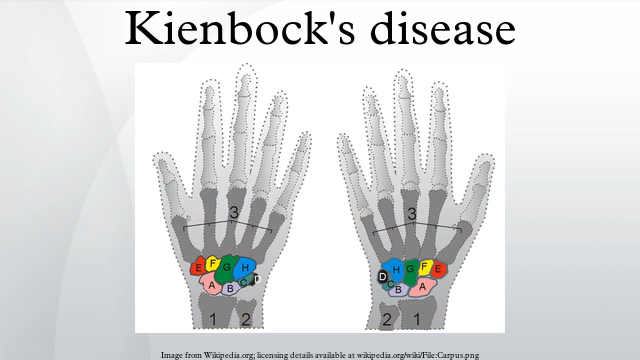 Kienbock's disease
3
3
E F G H
A B C D
D H G F E
C B A
1 2
2 1
Image from Wikipedia.org; licensing details available at wikipedia.org/wiki/File:Carpus.png